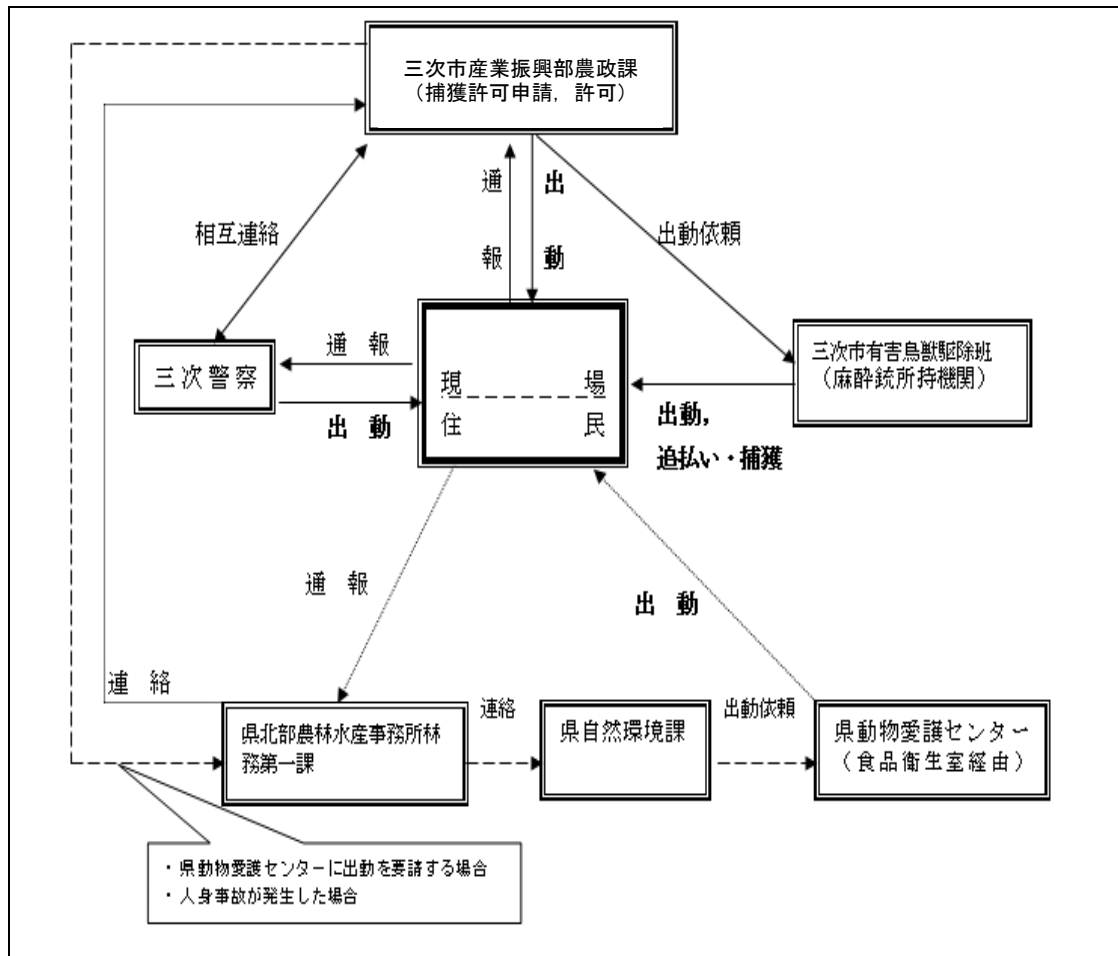 三次市産業振興部農政課
(捕獲許可申請，許可)
通報
出動
相互連絡
出動依頼
三次警察
通 報
出 動
現 場
住 民
三次市有害鳥獣駆除班
(麻酔銃所持機関)
出動，
追払い・捕獲
通 報
出 動
連 絡
県北部農林水産事務所林
務第一課
連絡
県自然環境課
出動依頼
県動物愛護センター
(食品衛生室経由)
・県動物愛護センターに出動を要請する場合
・人身事故が発生した場合